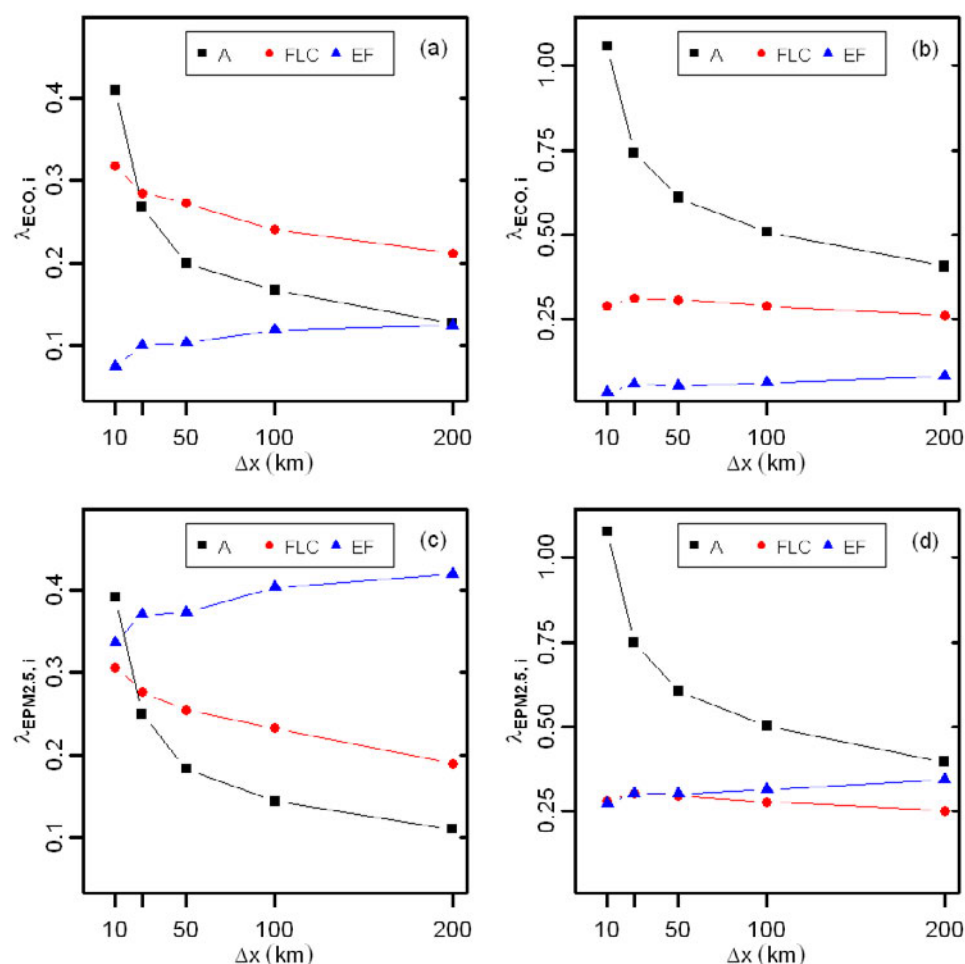 A FLC EF (a)
λECO, i
0.4
0.3
0.2
0.1
10 50 100 200
Δx (km)
A FLC EF (b)
λECO, i
1.00
0.75
0.50
0.25
10 50 100 200
Δx (km)
A FLC EF (c)
λEPM2.5, i
0.4
0.3
0.2
0.1
10 50 100 200
Δx (km)
A FLC EF (d)
λEPM2.5, i
1.00
0.75
0.50
0.25
10 50 100 200
Δx (km)